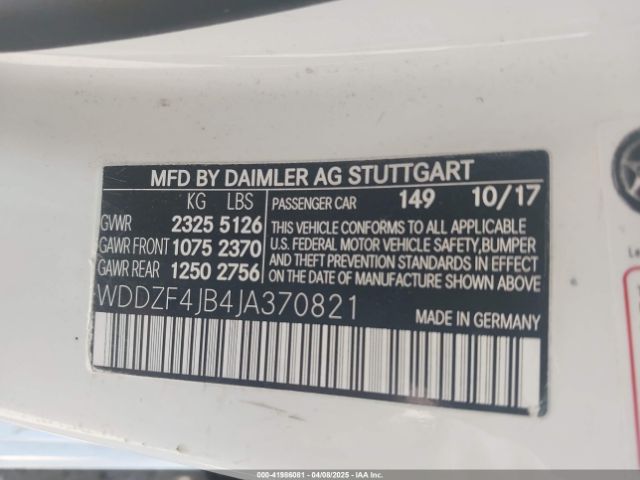 MFD BY DAIMLER AG STUTTGART
KG LBS
GVWR 2325 5126
GAWR FRONT 1075 2370
GAWR REAR 1250 2756
PASSENGER CAR 149 10/17
THIS VEHICLE CONFORMS TO ALL APPLICABLE
U.S. FEDERAL MOTOR VEHICLE SAFETY, BUMPER
AND THEFT PREVENTION STANDARDS IN EFFECT
ON THE DATE OF MANUFACTURE SHOWN ABOVE
WDDZF4JB4JA370821
MADE IN GERMANY
000-41986081 - 04/08/2025 - IAAI.COM